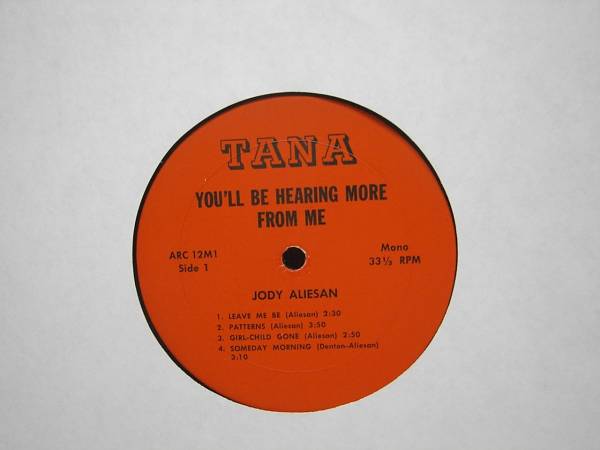 TANA
YOU'LL BE HEARING MORE
FROM ME
ARC 12M1
Side 1
Mono
33⅓ RPM
JODY ALIESAN
1. LEAVE ME BE (Aliesan) 2:30
2. PATTERNS (Aliesan) 3:50
3. GIRL-CHILD GONE (Aliesan) 2:50
4. SOMEDAY MORNING (Denton-Aliesan)
3:10